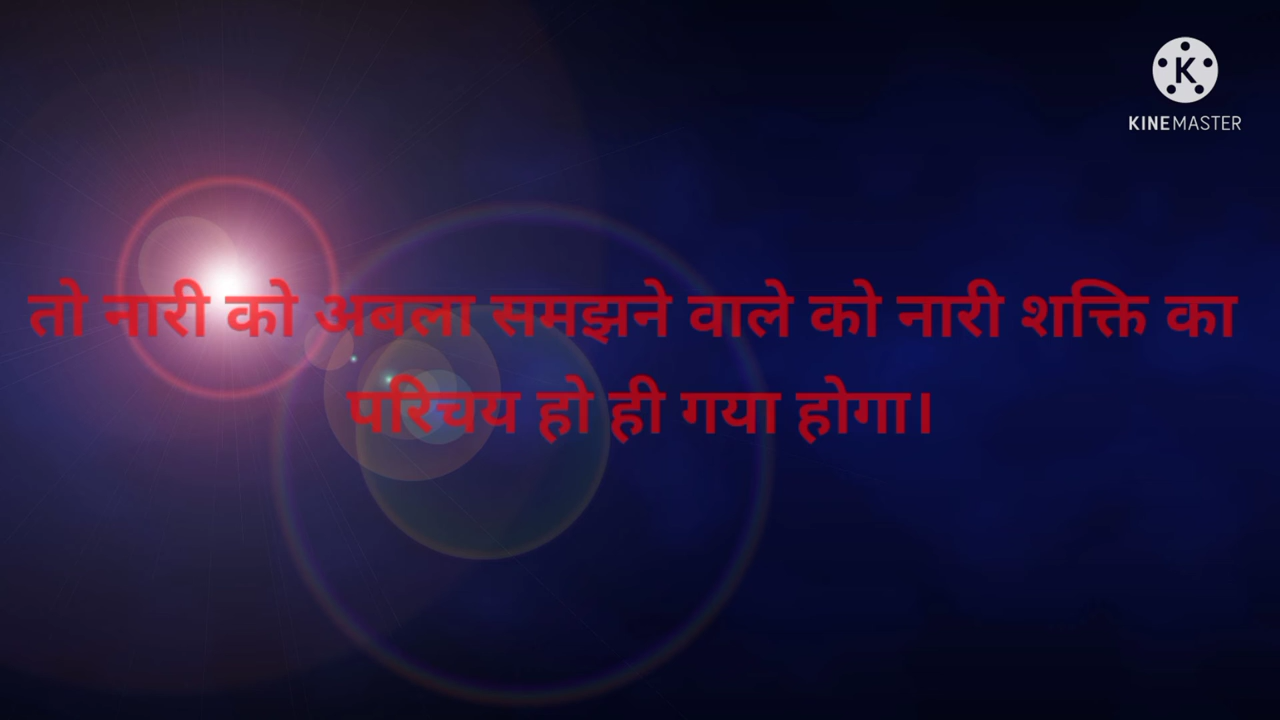 KINEMASTER
तो नारी को अबला समझने वाले को नारी शक्ति का
परिचय हो ही गया होगा।